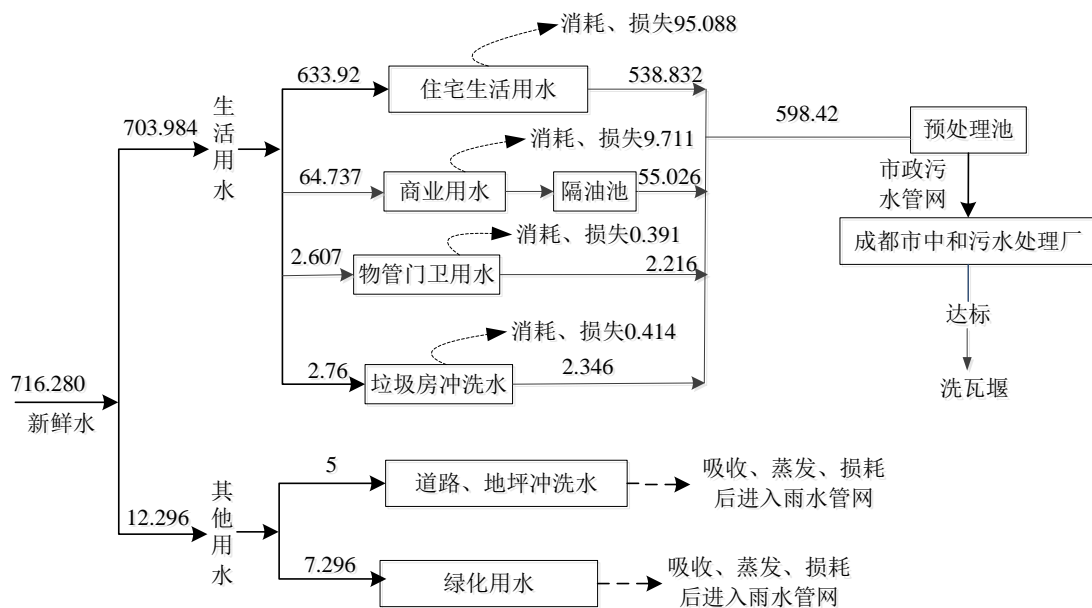 消耗、损失95.088
633.92
住宅生活用水
538.832
598.42
预处理池
703.984
生活用水
消耗、损失9.711
64.737
商业用水
隔油池
55.026
市政污
水管网
消耗、损失0.391
2.607
物管门卫用水
2.216
成都市中和污水处理厂
消耗、损失0.414
2.76
垃圾房冲洗水
2.346
达标
洗瓦堰
716.280
新鲜水
5
道路、地坪冲洗水
吸收、蒸发、损耗
后进入雨水管网
12.296
其他用水
7.296
绿化用水
吸收、蒸发、损耗
后进入雨水管网